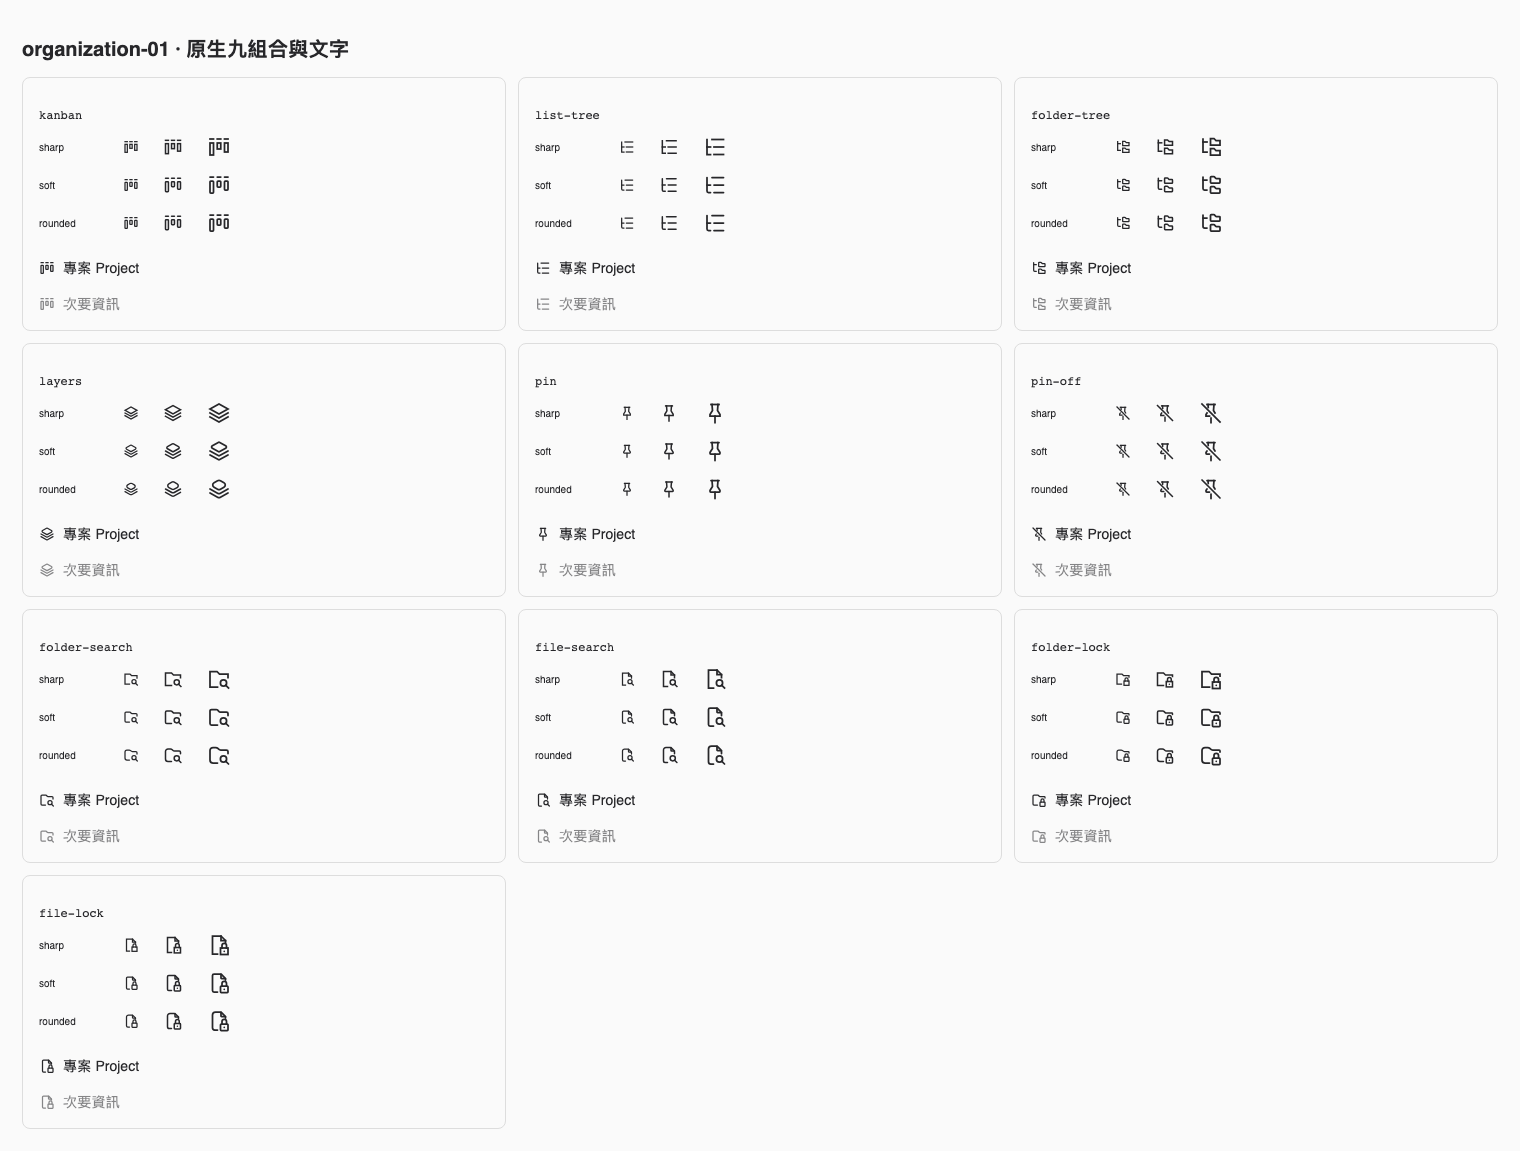 organization-01 · 原生九組合與文字
kanban
sharp
soft
rounded
專案 Project
次要資訊
list-tree
sharp
soft
rounded
專案 Project
次要資訊
folder-tree
sharp
soft
rounded
專案 Project
次要資訊
layers
sharp
soft
rounded
專案 Project
次要資訊
pin
sharp
soft
rounded
專案 Project
次要資訊
pin-off
sharp
soft
rounded
專案 Project
次要資訊
folder-search
sharp
soft
rounded
專案 Project
次要資訊
file-search
sharp
soft
rounded
專案 Project
次要資訊
folder-lock
sharp
soft
rounded
專案 Project
次要資訊
file-lock
sharp
soft
rounded
專案 Project
次要資訊